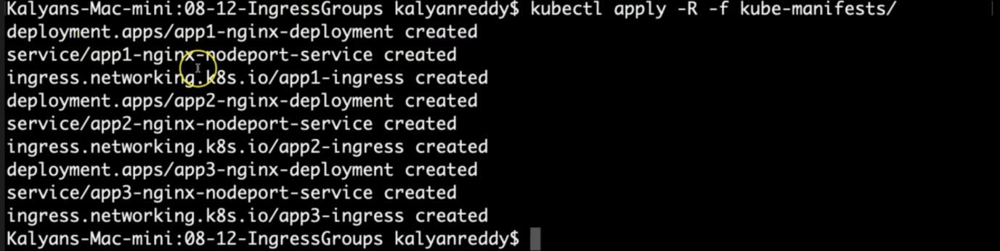 Kalyans-Mac-mini:08-12-IngressGroups kalyanreddy$ kubectl apply -R -f kube-manifests/
deployment.apps/app1-nginx-deployment created
service/app1-nginx-nodeport-service created
ingress.networking.k8s.io/app1-ingress created
deployment.apps/app2-nginx-deployment created
service/app2-nginx-nodeport-service created
ingress.networking.k8s.io/app2-ingress created
deployment.apps/app3-nginx-deployment created
service/app3-nginx-nodeport-service created
ingress.networking.k8s.io/app3-ingress created
Kalyans-Mac-mini:08-12-IngressGroups kalyanreddy$